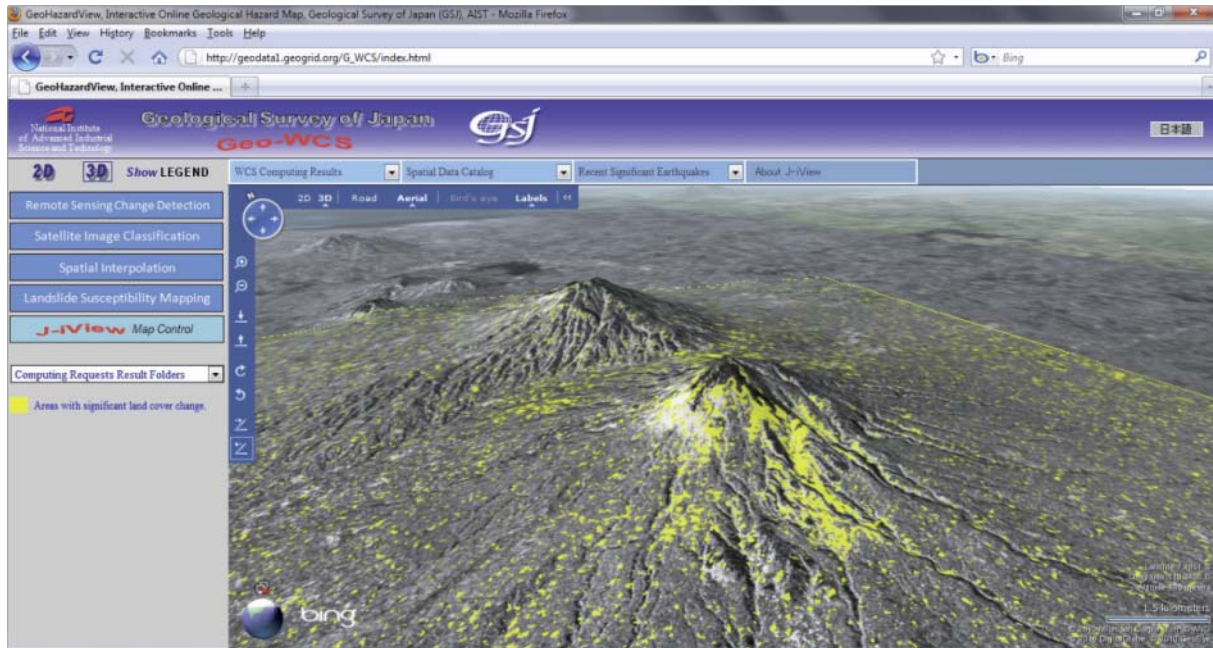 GeoHazardView, Interactive Online Geological Hazard Map, Geological Survey of Japan (GSJ), AIST - Mozilla Firefox
File Edit View History Bookmarks Tools Help
http://geodata1.geogrid.org/G_WCS/index.html
Bing
GeoHazardView, Interactive Online ...
National Institute
of Advanced Industrial
Science and Technology
Geological Survey of Japan
Geo-WCS
GSJ
日本語
2D 3D Show LEGEND
WCS Computing Results
Spatial Data Catalog
Recent Significant Earthquakes
About J-iView
2D 3D Road Aerial Bird's eye Labels
Remote Sensing Change Detection
Satellite Image Classification
Spatial Interpolation
Landslide Susceptibility Mapping
J-iView Map Control
Computing Requests Result Folders
Areas with significant land cover change.
bing
1.5 kilometers